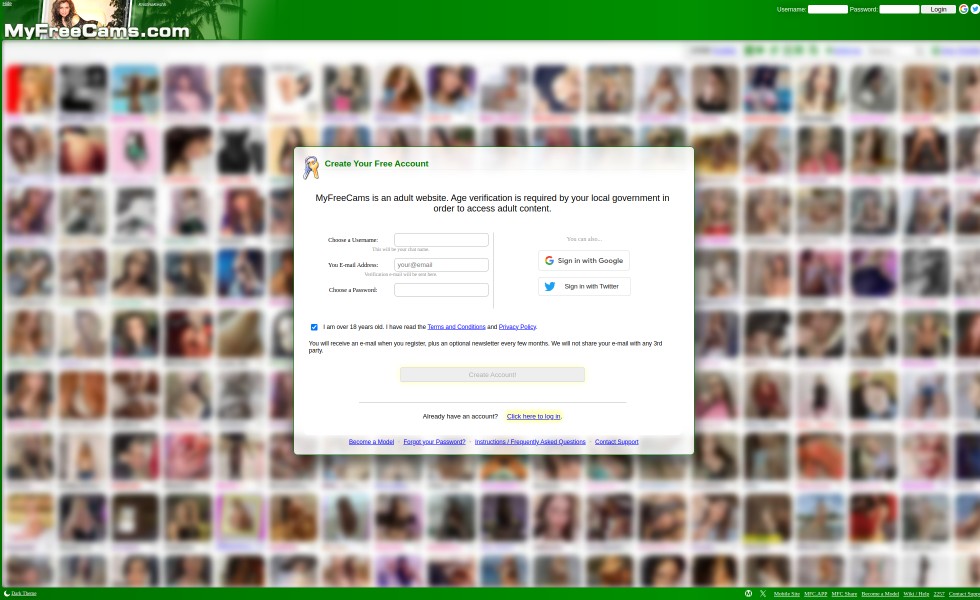 Username: Password: Login
MyFreeCams.com
Create Your Free Account
MyFreeCams is an adult website. Age verification is required by your local government in
order to access adult content.
Choose a Username:
This will be your chat name.
You E-mail Address: your@email
Verification e-mail will be sent here.
Choose a Password:
You can also...
Sign in with Google
Sign in with Twitter
I am over 18 years old. I have read the Terms and Conditions and Privacy Policy.
You will receive an e-mail when you register, plus an optional newsletter every few months. We will not share your e-mail with any 3rd
party.
Create Account!
Already have an account? Click here to log in.
Become a Model - Forgot your Password? - Instructions / Frequently Asked Questions - Contact Support
Dark Theme
Mobile Site MFC.APP MFC Share Become a Model Wiki / Help 2257 Contact